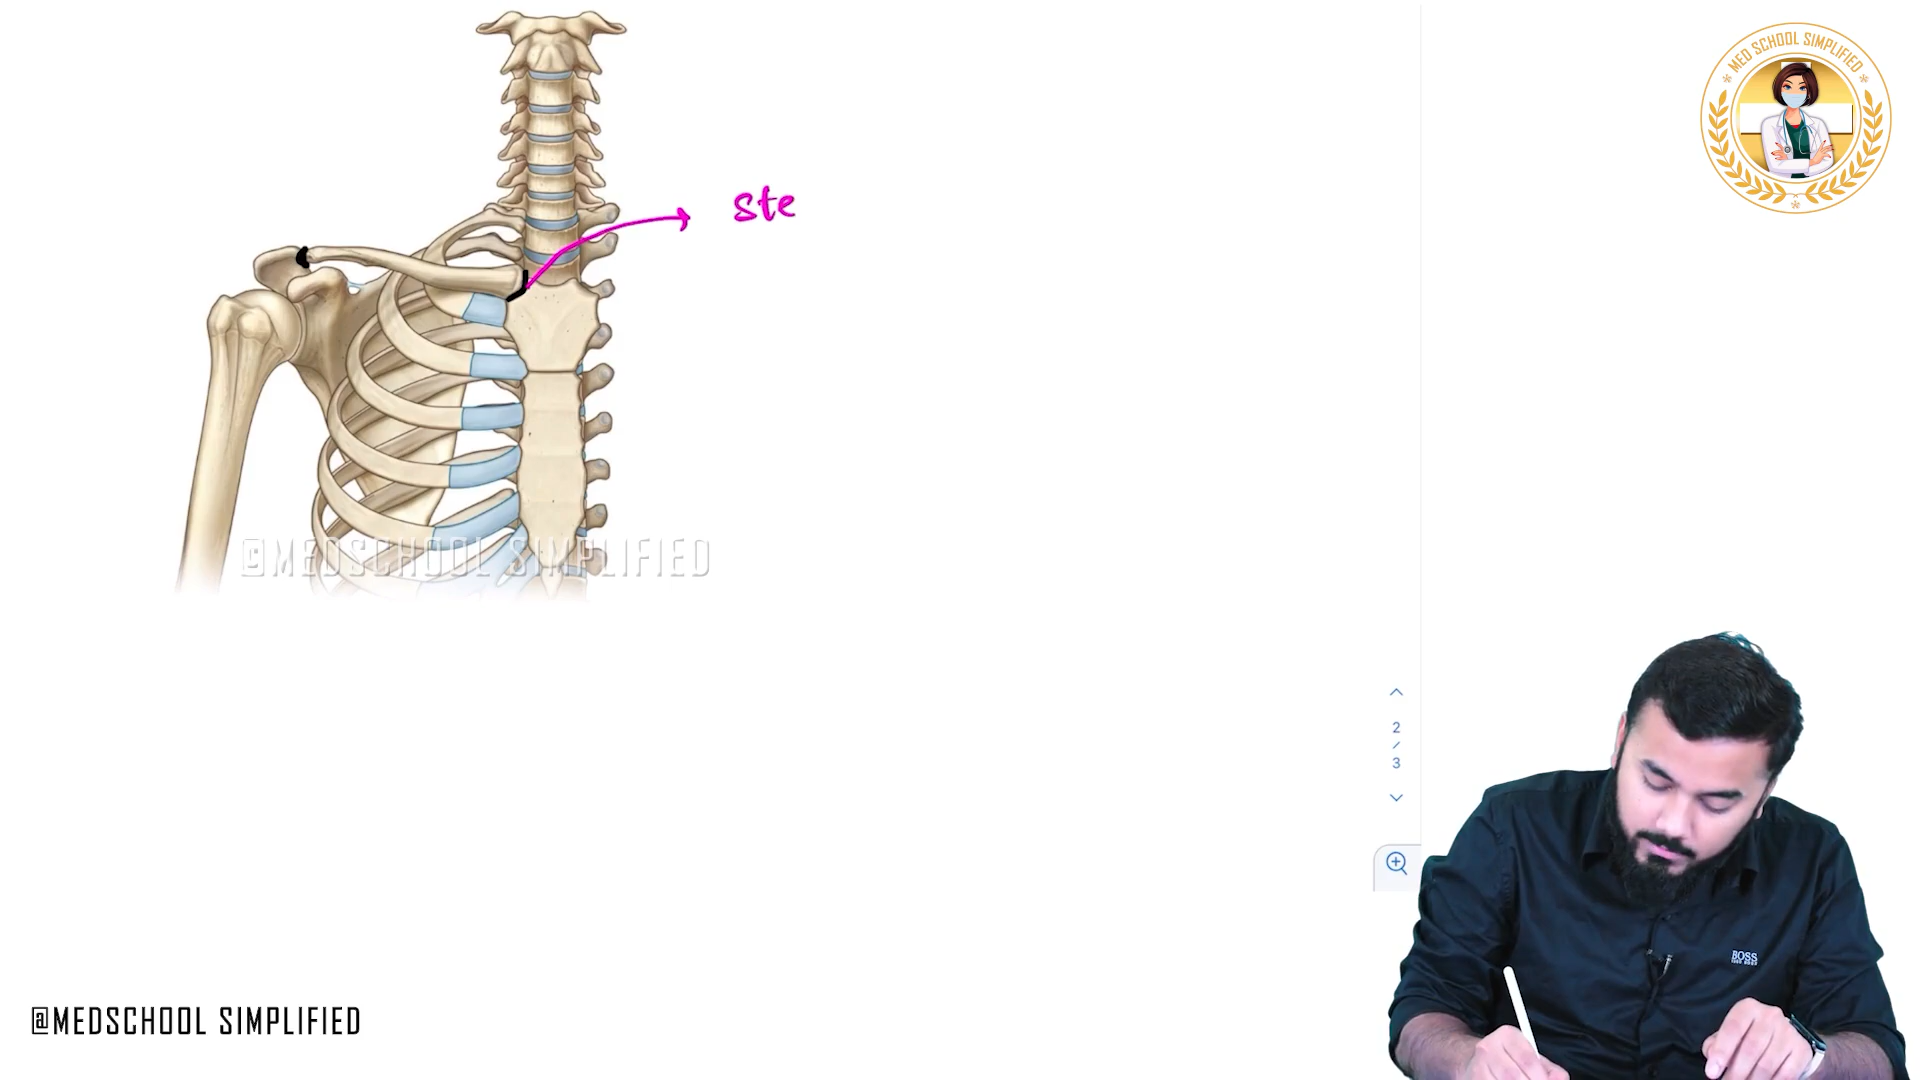 MED SCHOOL SIMPLIFIED
ste
@MEDSCHOOL SIMPLIFIED
2
/
3
BOSS
@MEDSCHOOL SIMPLIFIED